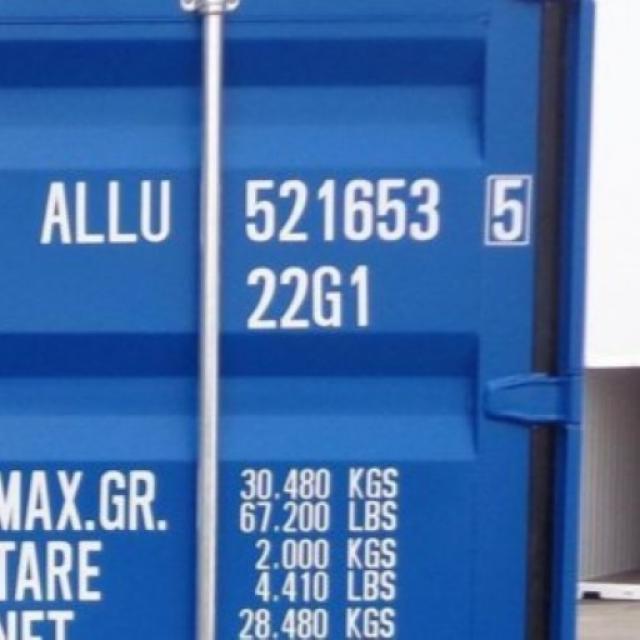 ALLU 521653 5
22G1
MAX.GR. 30.480 KGS
67.200 LBS
TARE 2.000 KGS
4.410 LBS
NET 28.480 KGS